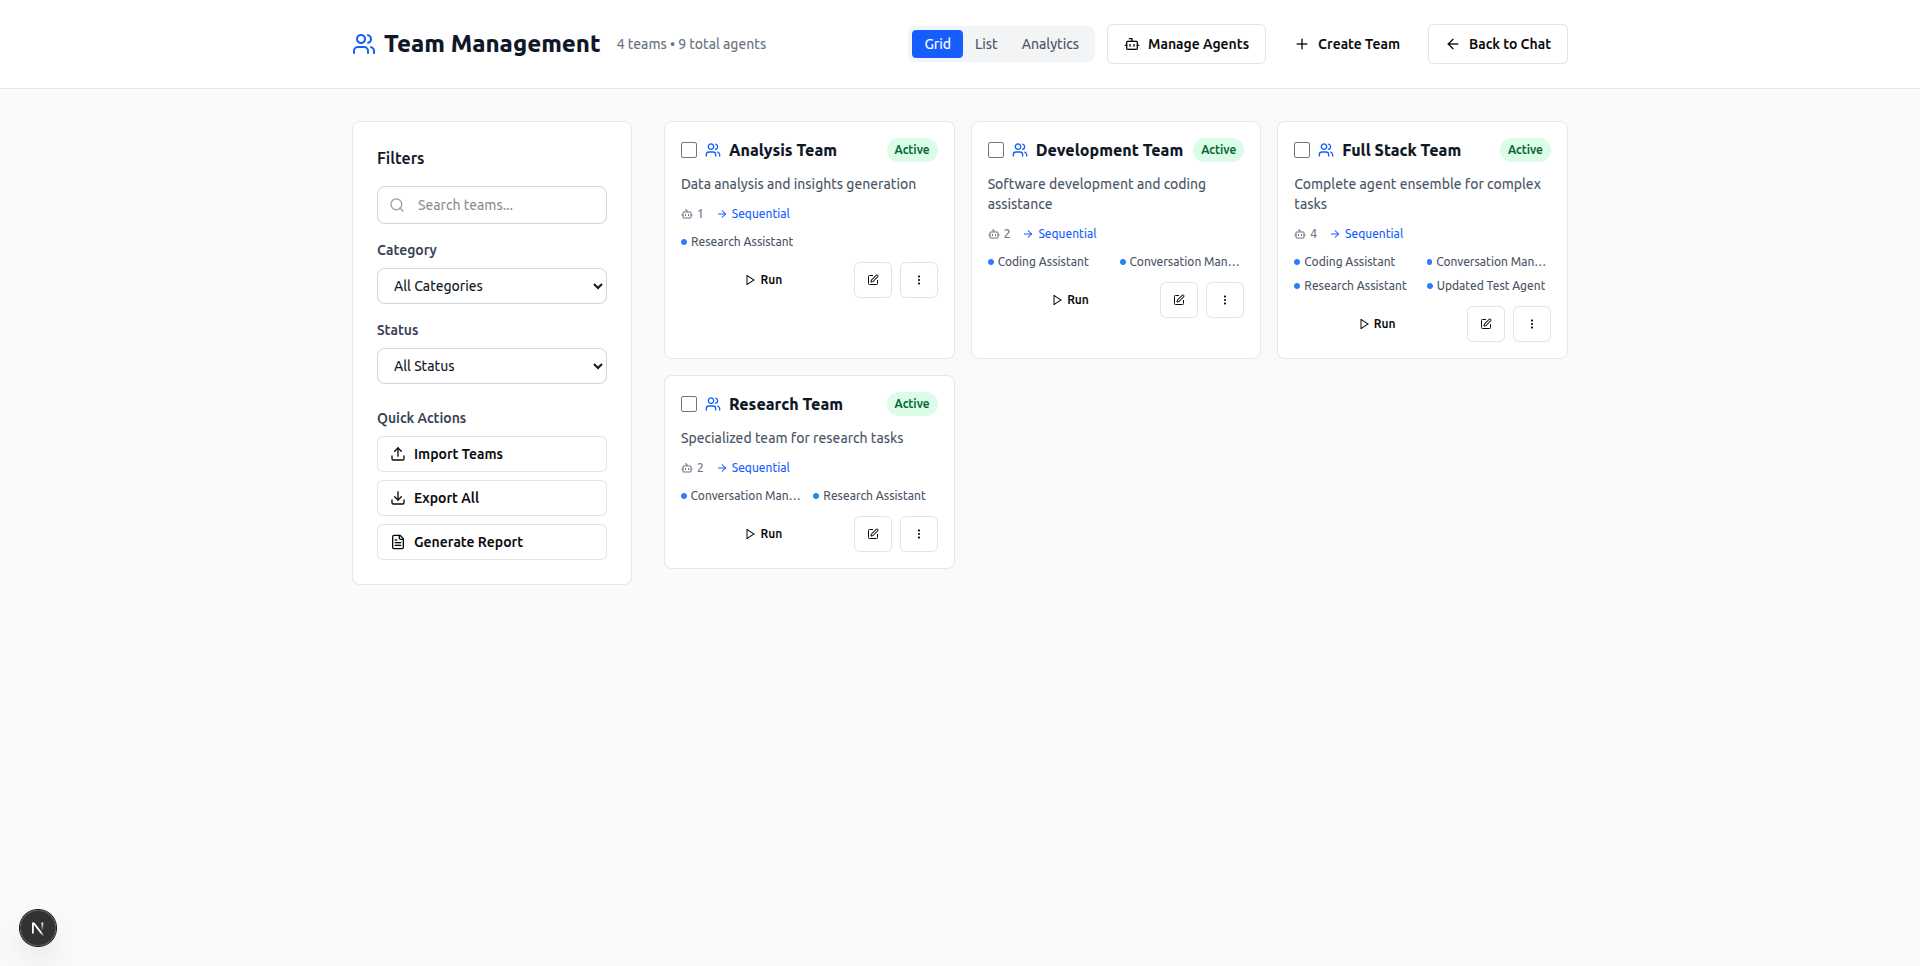 Team Management
4 teams • 9 total agents
Grid
List
Analytics
Manage Agents
Create Team
Back to Chat
Filters
Search teams...
Category
All Categories
Status
All Status
Quick Actions
Import Teams
Export All
Generate Report
Analysis Team
Active
Data analysis and insights generation
1
Sequential
Research Assistant
Run
Development Team
Active
Software development and coding
assistance
2
Sequential
Coding Assistant
Conversation Man...
Run
Full Stack Team
Active
Complete agent ensemble for complex
tasks
4
Sequential
Coding Assistant
Conversation Man...
Research Assistant
Updated Test Agent
Run
Research Team
Active
Specialized team for research tasks
2
Sequential
Conversation Man...
Research Assistant
Run
N